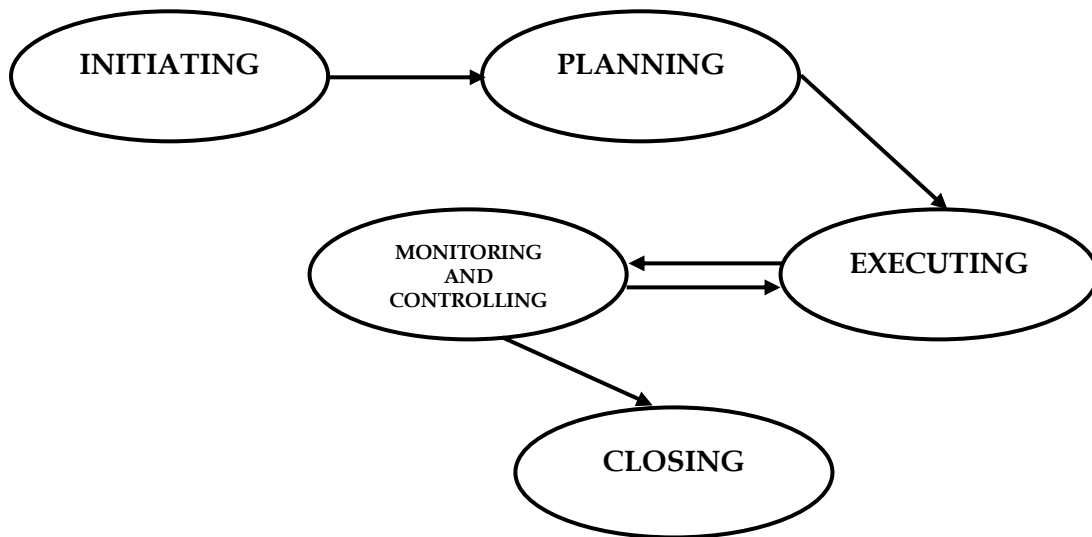 INITIATING
PLANNING
EXECUTING
MONITORING
AND
CONTROLLING
CLOSING